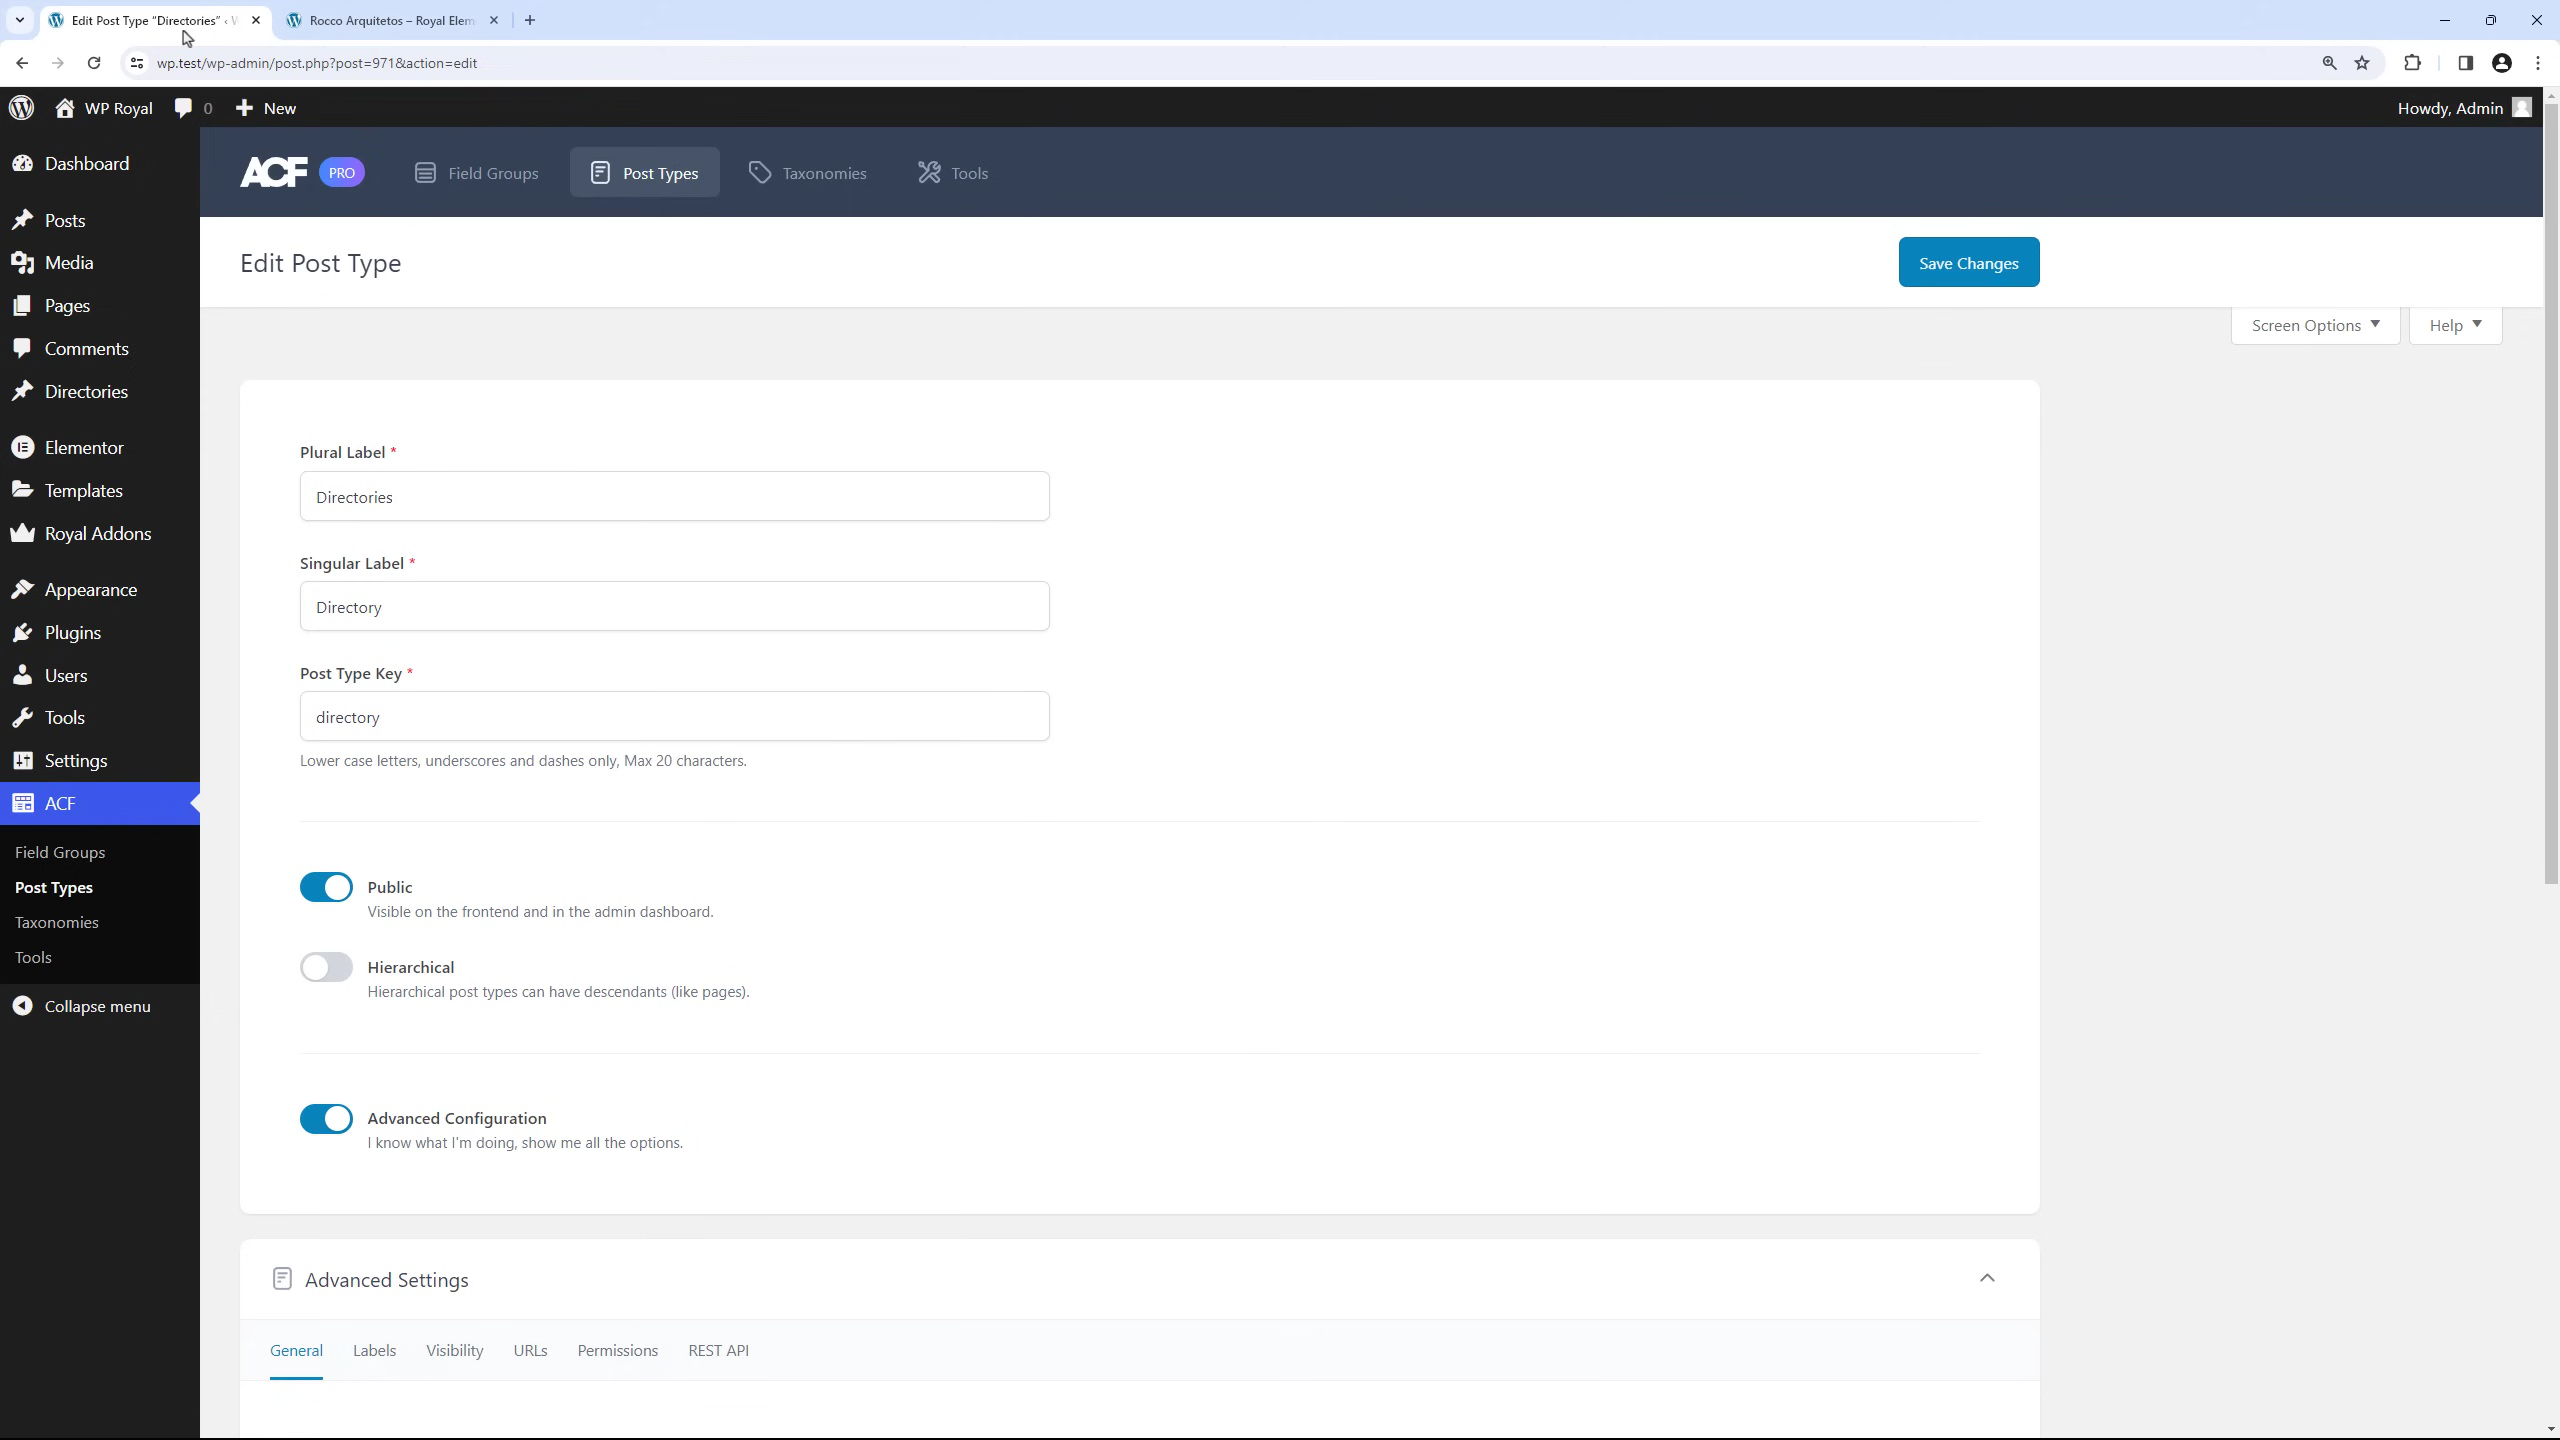 Edit Post Type “Directories” ‹ W
Rocco Arquitetos – Royal Elem
wp.test/wp-admin/post.php?post=971&action=edit
WP Royal
0
New
Howdy, Admin
ACF PRO
Field Groups
Post Types
Taxonomies
Tools
Dashboard
Posts
Media
Pages
Comments
Directories
Elementor
Templates
Royal Addons
Appearance
Plugins
Users
Tools
Settings
ACF
Field Groups
Post Types
Taxonomies
Tools
Collapse menu
Edit Post Type
Save Changes
Screen Options
Help
Plural Label *
Directories
Singular Label *
Directory
Post Type Key *
directory
Lower case letters, underscores and dashes only, Max 20 characters.
Public
Visible on the frontend and in the admin dashboard.
Hierarchical
Hierarchical post types can have descendants (like pages).
Advanced Configuration
I know what I'm doing, show me all the options.
Advanced Settings
General
Labels
Visibility
URLs
Permissions
REST API